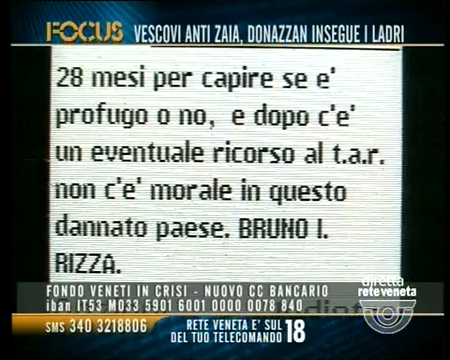 FOCUS VESCOVI ANTI ZAIA, DONAZZAN INSEGUE I LADRI
28 mesi per capire se e'
profugo o no, e dopo c'e'
un eventuale ricorso al t.a.r.
non c'e' morale in questo
dannato paese. BRUNO I.
RIZZA.
diretta
reteveneta
FONDO VENETI IN CRISI - NUOVO CC BANCARIO
iban IT53 M033 5901 6001 0000 0078 840
SMS 340 3218806
RETE VENETA E' SUL
DEL TUO TELECOMANDO 18